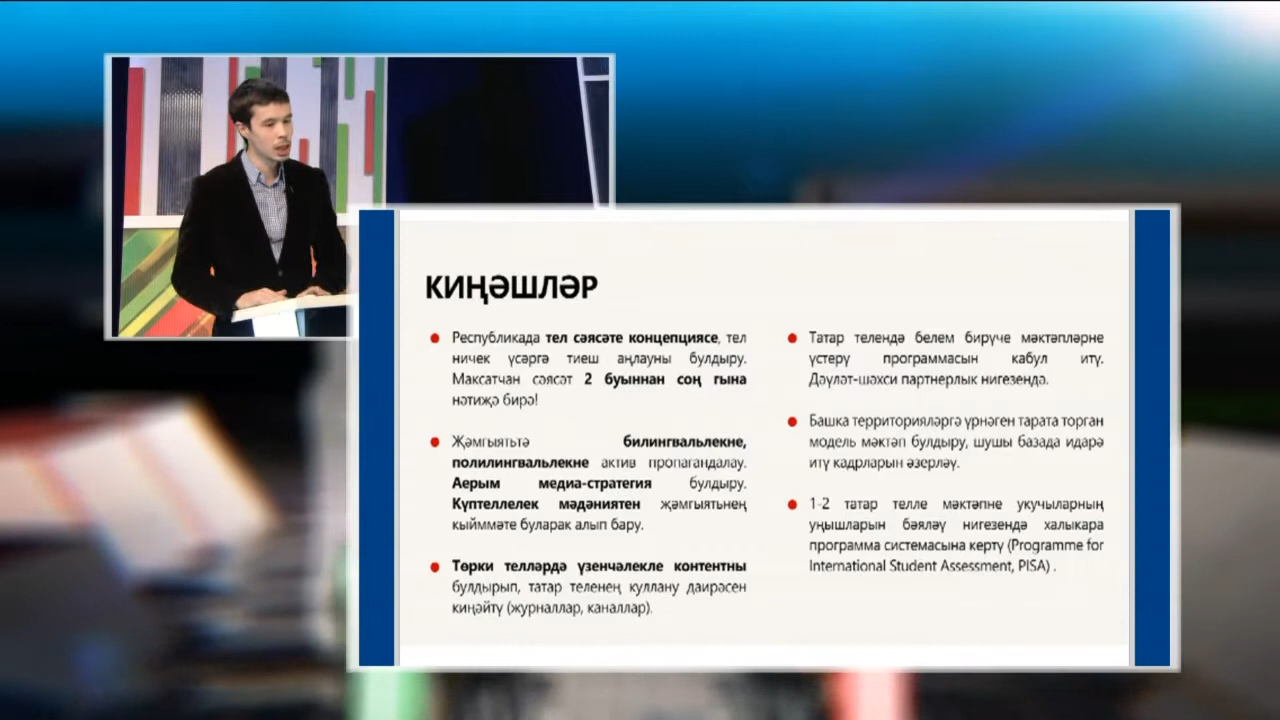 КИҢӘШЛӘР
Республикада тел сәясәте концепциясе, тел
ничек үсәргә тиеш аңлауны булдыру.
Максатчан сәясәт 2 буыннан соң гына
нәтиҗә бирә!
Җәмгыятьтә билингвальлекне,
полилингвальлекне актив пропагандалау.
Аерым медиа-стратегия булдыру.
Күптеллелек мәдәниятен җәмгыятьнең
кыйммәте буларак алып бару.
Төрки телләрдә үзенчәлекле контентны
булдырып, татар теленең куллану даирәсен
киңәйтү (журналлар, каналлар).
Татар телендә белем бирүче мәктәпләрне
үстерү программасын кабул итү.
Дәүләт-шәхси партнерлык нигезендә.
Башка территорияләргә үрнәген тарата торган
модель мәктәп булдыру, шушы базада идарә
итү кадрларын әзерләү.
1-2 татар телле мәктәпне укучыларның
уңышларын бәяләү нигезендә халыкара
программа системасына кертү (Programme for
International Student Assessment, PISA) .